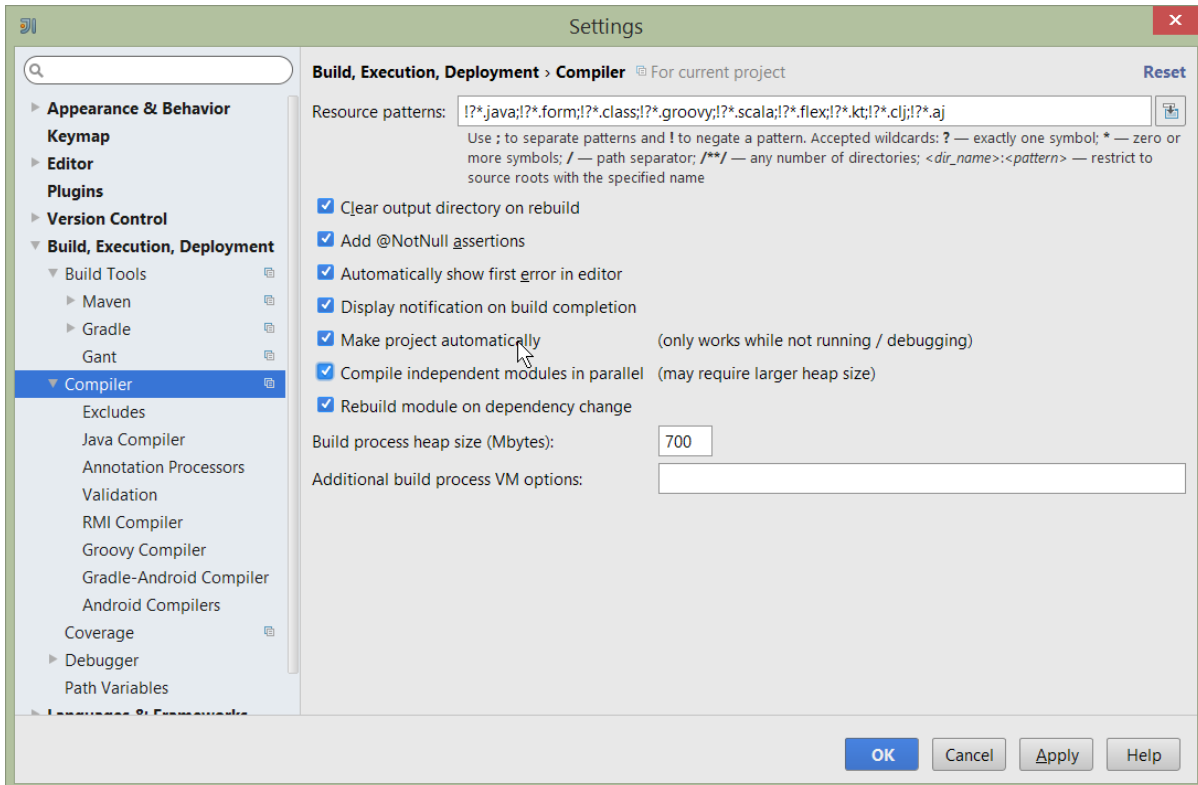 Settings
Build, Execution, Deployment › Compiler For current project Reset
Appearance & Behavior
Keymap
Editor
Plugins
Version Control
Build, Execution, Deployment
Build Tools
Maven
Gradle
Gant
Compiler
Excludes
Java Compiler
Annotation Processors
Validation
RMI Compiler
Groovy Compiler
Gradle-Android Compiler
Android Compilers
Coverage
Debugger
Path Variables
Languages & Frameworks
Resource patterns: !?*.java;!?*.form;!?*.class;!?*.groovy;!?*.scala;!?*.flex;!?*.kt;!?*.clj;!?*.aj
Use ; to separate patterns and ! to negate a pattern. Accepted wildcards: ? — exactly one symbol; * — zero or
more symbols; / — path separator; /**/ — any number of directories; <dir_name>:<pattern> — restrict to
source roots with the specified name
Clear output directory on rebuild
Add @NotNull assertions
Automatically show first error in editor
Display notification on build completion
Make project automatically (only works while not running / debugging)
Compile independent modules in parallel (may require larger heap size)
Rebuild module on dependency change
Build process heap size (Mbytes): 700
Additional build process VM options:
OK Cancel Apply Help